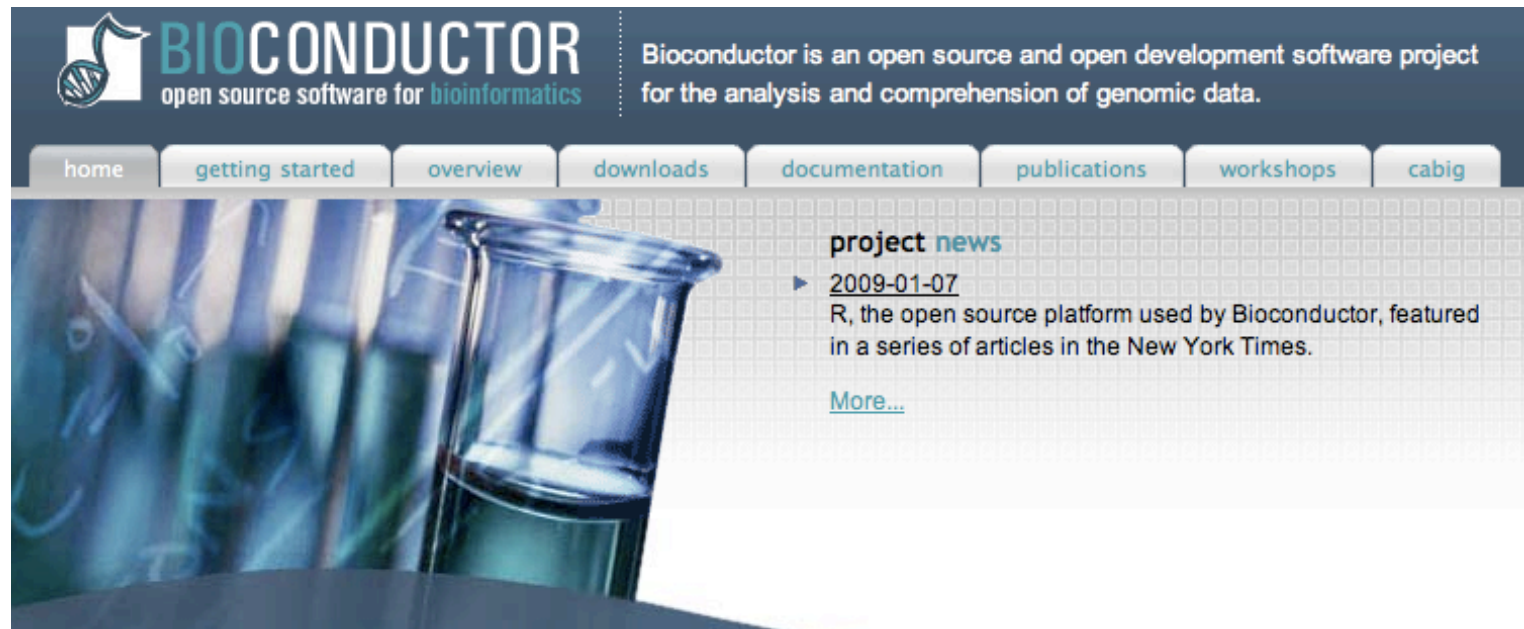 BIOCONDUCTOR
open source software for bioinformatics
Bioconductor is an open source and open development software project
for the analysis and comprehension of genomic data.
home getting started overview downloads documentation publications workshops cabig
project news
2009-01-07
R, the open source platform used by Bioconductor, featured
in a series of articles in the New York Times.
More...